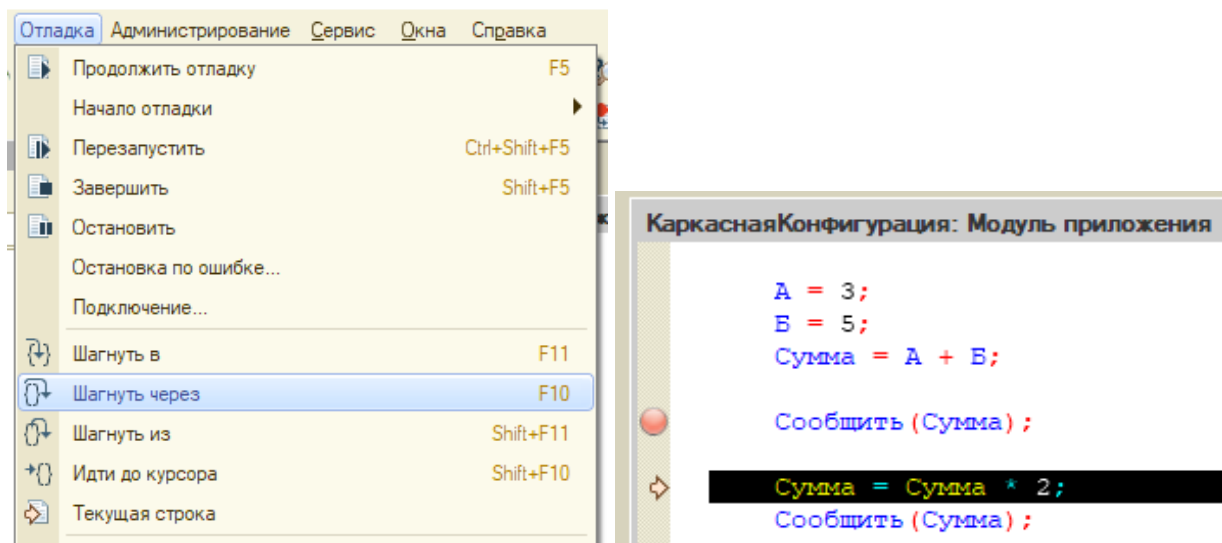 Отладка Администрирование Сервис Окна Справка
Продолжить отладку F5
Начало отладки
Перезапустить Ctrl+Shift+F5
Завершить Shift+F5
Остановить
Остановка по ошибке...
Подключение...
Шагнуть в F11
Шагнуть через F10
Шагнуть из Shift+F11
Идти до курсора Shift+F10
Текущая строка
КаркаснаяКонфигурация: Модуль приложения
А = 3;
Б = 5;
Сумма = А + Б;
Сообщить(Сумма);
Сумма = Сумма * 2;
Сообщить(Сумма);